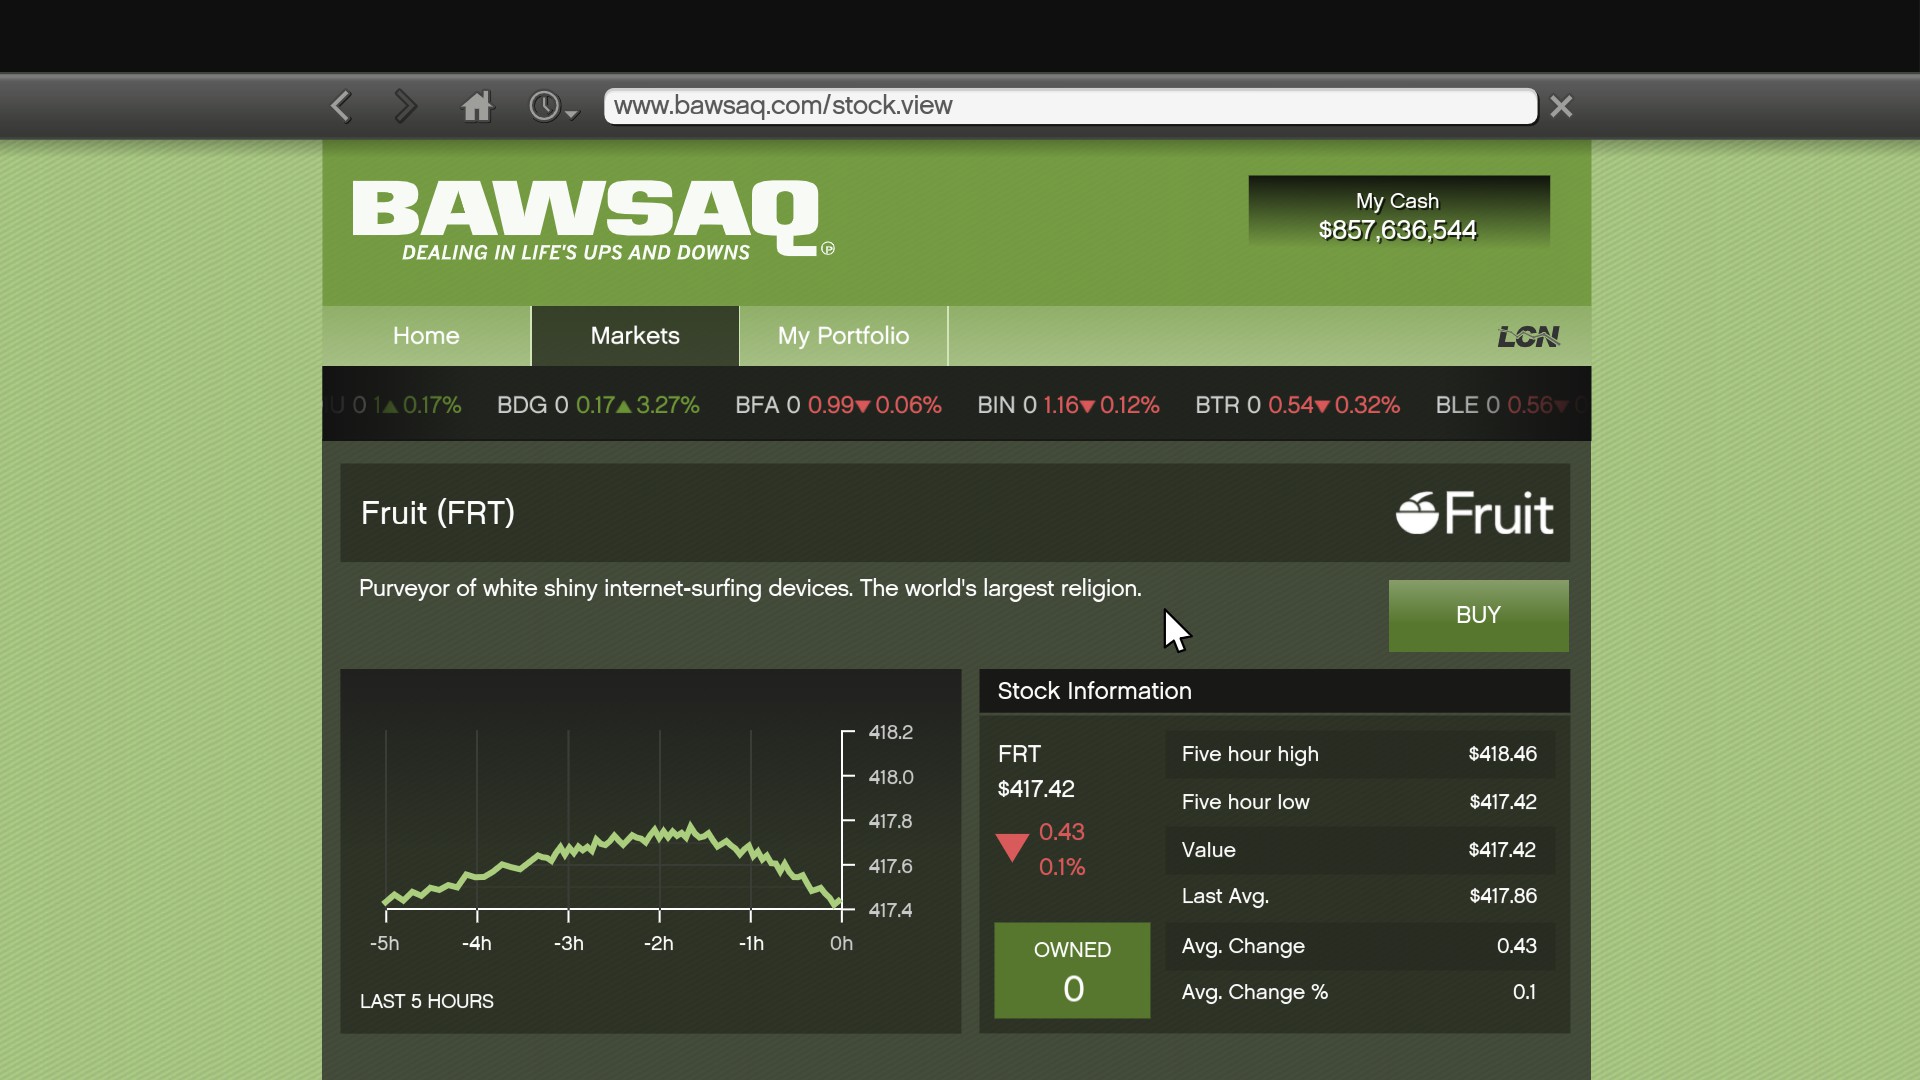 www.bawsaq.com/stock.view
BAWSAQ
DEALING IN LIFE'S UPS AND DOWNS
My Cash
$857,636,544
Home
Markets
My Portfolio
LCN
U 0 1▲0.17% BDG 0 0.17▲3.27% BFA 0 0.99▼0.06% BIN 0 1.16▼0.12% BTR 0 0.54▼0.32% BLE 0 0.56▼0
Fruit (FRT)
Fruit
Purveyor of white shiny internet-surfing devices. The world's largest religion.
BUY
418.2
418.0
417.8
417.6
417.4
-5h -4h -3h -2h -1h 0h
LAST 5 HOURS
Stock Information
FRT
$417.42
▼ 0.43
0.1%
OWNED
0
Five hour high $418.46
Five hour low $417.42
Value $417.42
Last Avg. $417.86
Avg. Change 0.43
Avg. Change % 0.1